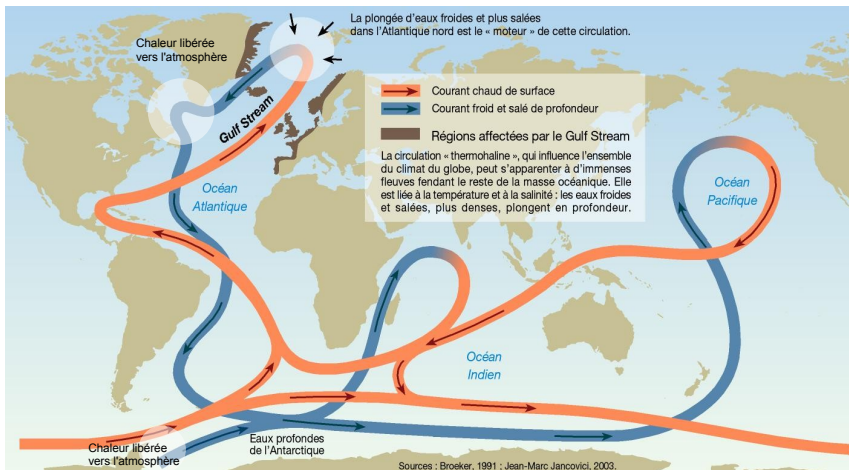 La plongée d'eaux froides et plus salées
dans l'Atlantique nord est le « moteur » de cette circulation.
Chaleur libérée
vers l'atmosphère
Gulf Stream
Courant chaud de surface
Courant froid et salé de profondeur
Régions affectées par le Gulf Stream
La circulation « thermohaline », qui influence l'ensemble
du climat du globe, peut s'apparenter à d'immenses
fleuves fendant le reste de la masse océanique. Elle
est liée à la température et à la salinité : les eaux froides
et salées, plus denses, plongent en profondeur.
Océan
Atlantique
Océan
Pacifique
Océan
Indien
Chaleur libérée
vers l'atmosphère
Eaux profondes
de l'Antarctique
Sources : Broeker, 1991 ; Jean-Marc Jancovici, 2003.